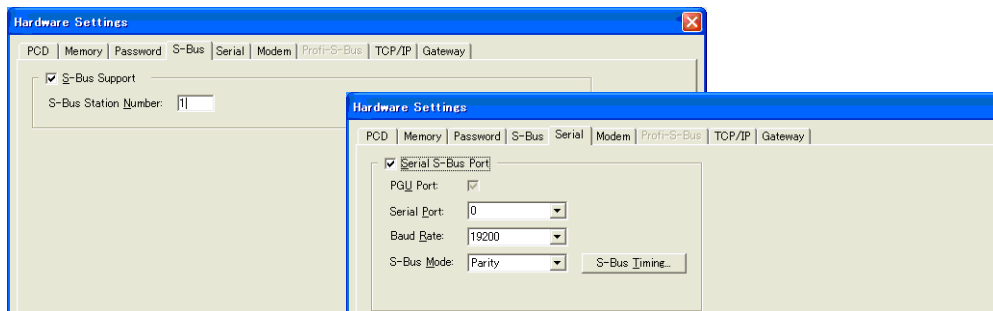 Hardware Settings
PCD Memory Password S-Bus Serial Modem Profi-S-Bus TCP/IP Gateway
S-Bus Support
S-Bus Station Number: 1
Hardware Settings
PCD Memory Password S-Bus Serial Modem Profi-S-Bus TCP/IP Gateway
Serial S-Bus Port
PGU Port:
Serial Port: 0
Baud Rate: 19200
S-Bus Mode: Parity S-Bus Timing...